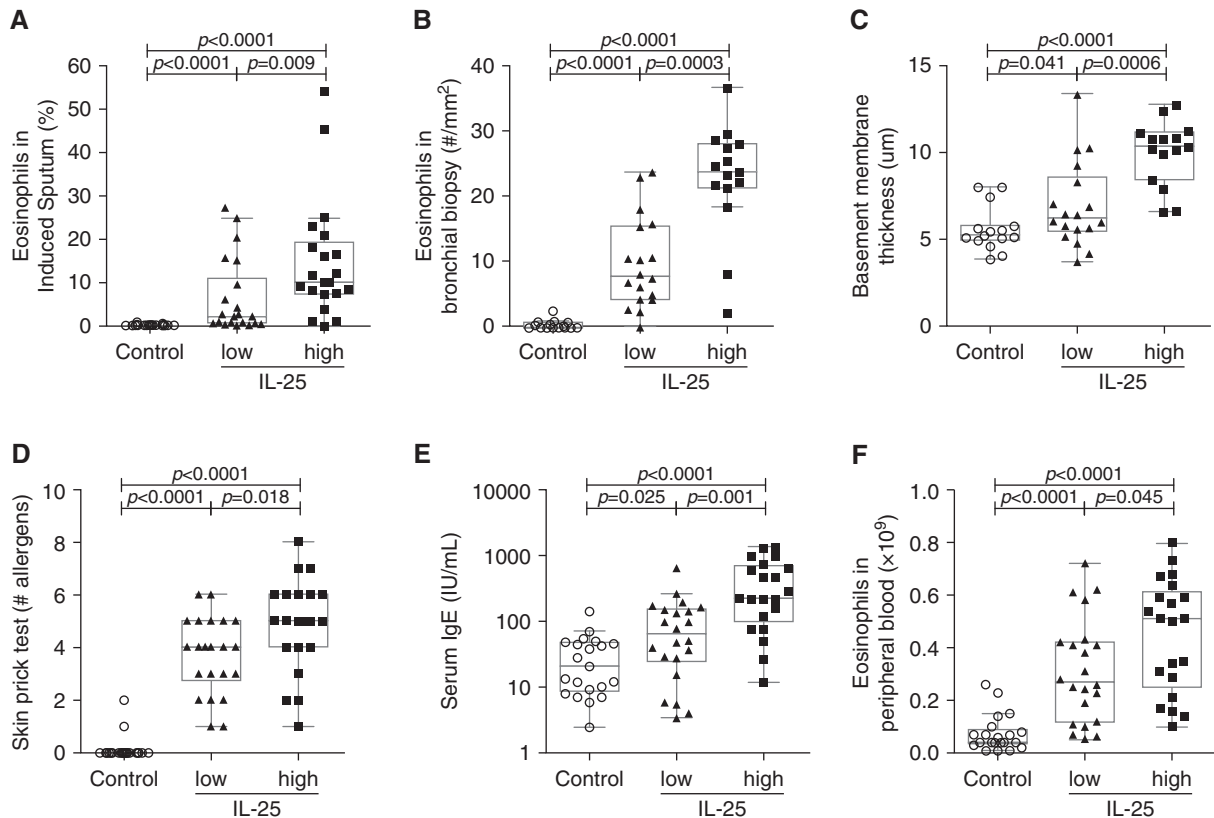 A
p<0.0001
p<0.0001 p=0.009
Eosinophils in
Induced Sputum (%)
60
50
40
30
20
10
0
Control low high
IL-25
B
p<0.0001
p<0.0001 p=0.0003
Eosinophils in
bronchial biopsy (#/mm²)
40
30
20
10
0
Control low high
IL-25
C
p<0.0001
p=0.041 p=0.0006
Basement membrane
thickness (um)
15
10
5
0
Control low high
IL-25
D
p<0.0001
p<0.0001 p=0.018
Skin prick test (# allergens)
10
8
6
4
2
0
Control low high
IL-25
E
p<0.0001
p=0.025 p=0.001
Serum IgE (IU/mL)
10000
1000
100
10
1
Control low high
IL-25
F
p<0.0001
p<0.0001 p=0.045
Eosinophils in
peripheral blood (×10⁹)
1.0
0.8
0.6
0.4
0.2
0.0
Control low high
IL-25